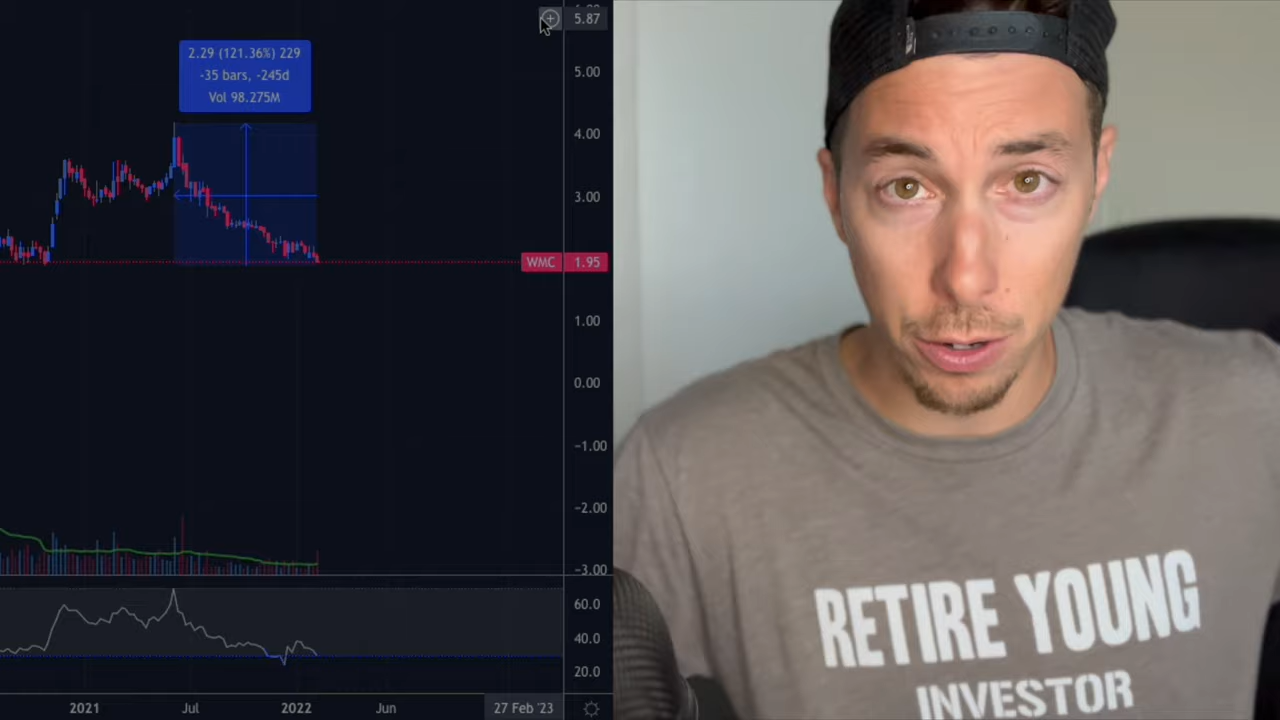 5.87
2.29 (121.36%) 229
-35 bars, -245d
Vol 98.275M
5.00
4.00
3.00
WMC 1.95
1.00
0.00
-1.00
-2.00
-3.00
60.0
40.0
20.0
2021 Jul 2022 Jun 27 Feb '23
RETIRE YOUNG
INVESTOR